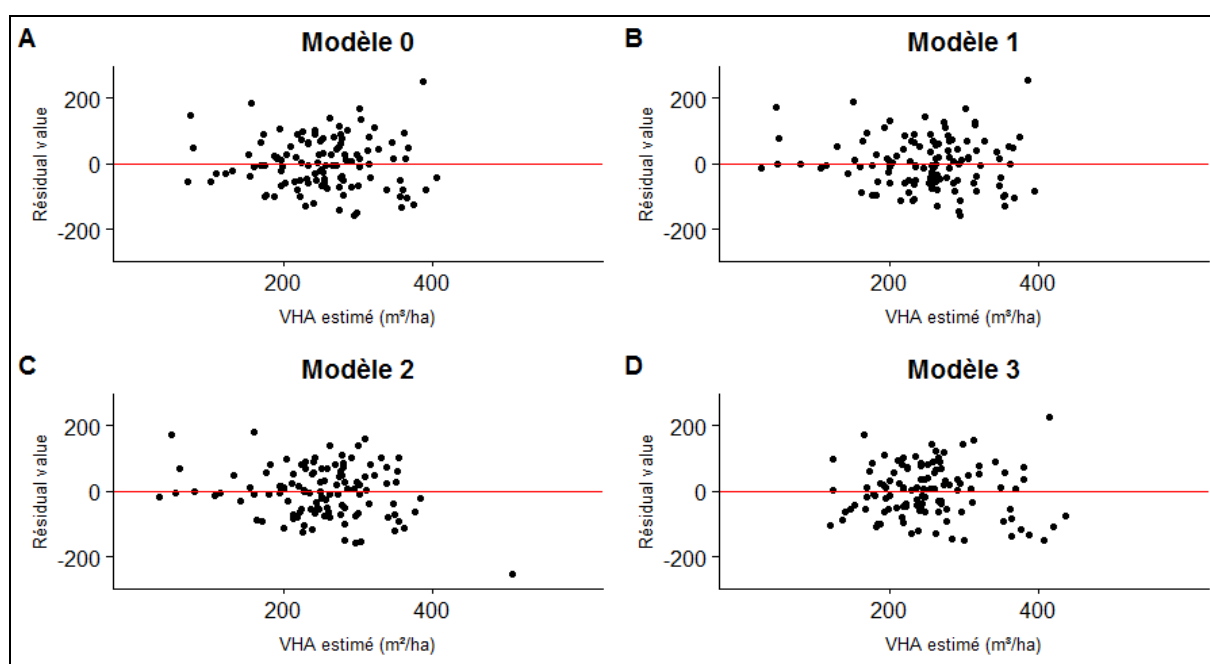 A
Modèle 0
200
0
-200
Résidual value
200
400
VHA estimé (m³/ha)
B
Modèle 1
200
0
-200
Résidual value
200
400
VHA estimé (m³/ha)
C
Modèle 2
200
0
-200
Résidual value
200
400
VHA estimé (m²/ha)
D
Modèle 3
200
0
-200
Résidual value
200
400
VHA estimé (m³/ha)